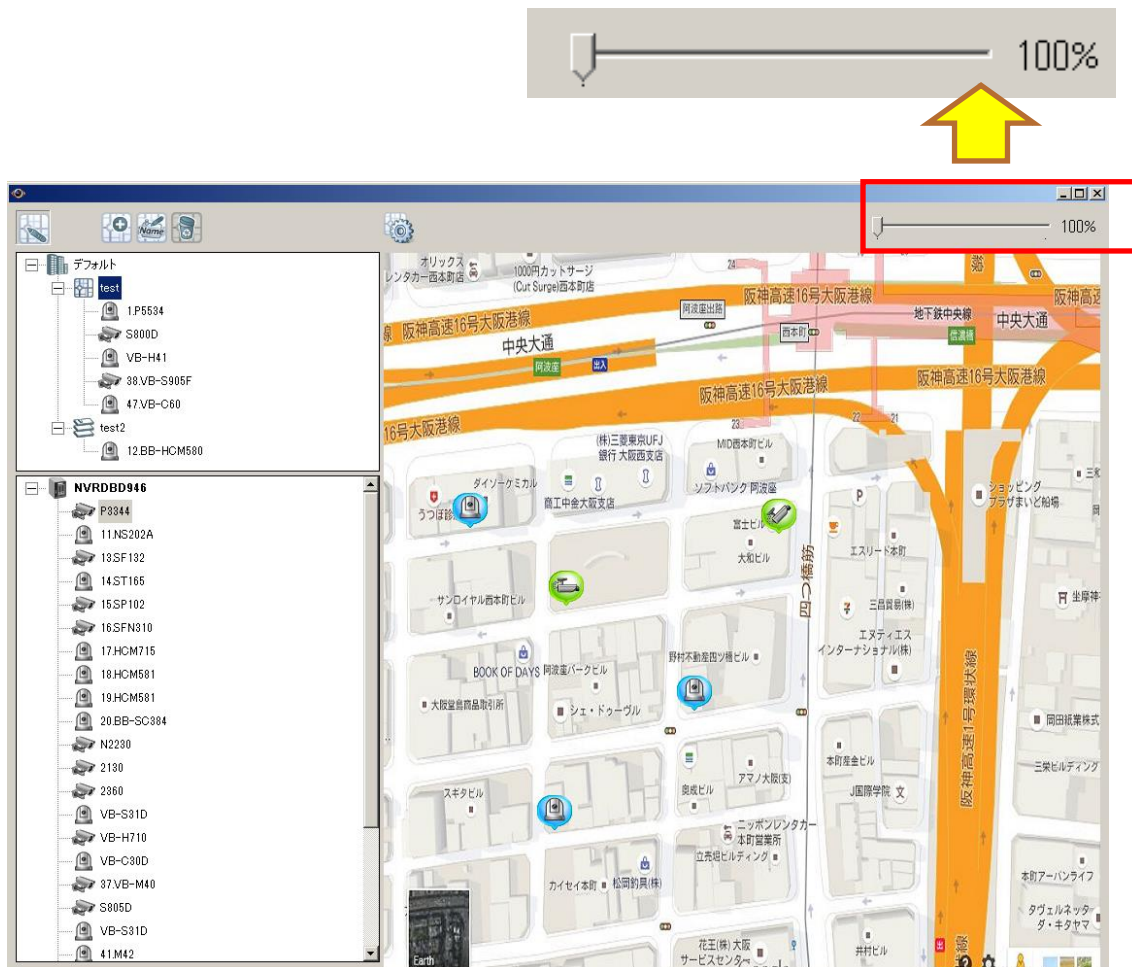 100%
100%
Name
デフォルト
test
1.P5534
S800D
VB-H41
38.VB-S905F
47.VB-C60
test2
12.BB-HCM580
NVRDBD946
P3344
11.NS202A
13.SF132
14.ST165
15.SP102
16.SFN310
17.HCM715
18.HCM581
19.HCM581
20.BB-SC384
N2230
2130
2360
VB-S31D
VB-H710
VB-C30D
37.VB-M40
S805D
VB-S31D
41.M42
オリックス
レンタカー西本町店
1000円カットサージ
(Cut Surge)西本町店
24
阿波座出路
阪神高速16号大阪港線
阪神高速
地下鉄中央線
中央大通
信濃橋
西本町
阪神高速16号大阪港線
中央大通
阿波座
出入
阪神高速16号大阪港線
阪神高速16号大阪港線
16号大阪港線
23
22
21
(株)三菱東京UFJ
銀行 大阪西支店
MID西本町ビル
ダイソーケミカル
商工中金大阪支店
ソフトバンク 阿波座
うつぼ診
富士ビル
大和ビル
P
エスリード本町
ショッピング
プラザまいど船場
四つ橋筋
サンロイヤル西本町ビル
三昌貿易(株)
坐摩神
エヌティエス
インターナショナル(株)
BOOK OF DAYS
阿波座パークビル
野村不動産四ツ橋ビル
大阪堂島商品取引所
シェ・ドゥーヴル
阪神高速1号環状線
岡田紙業株式
本町産金ビル
三栄ビルディング
アマノ大阪(支)
奥成ビル
J国際学院
文
スギタビル
ニッポンレンタカー
本町営業所
立売堀ビルディング
カイセイ本町
松岡釣具(株)
本町アーバンライフ
タヴェルネッタ
ダ・キタヤマ
Earth
花王(株)大阪
サービスセンター
井村ビル
出